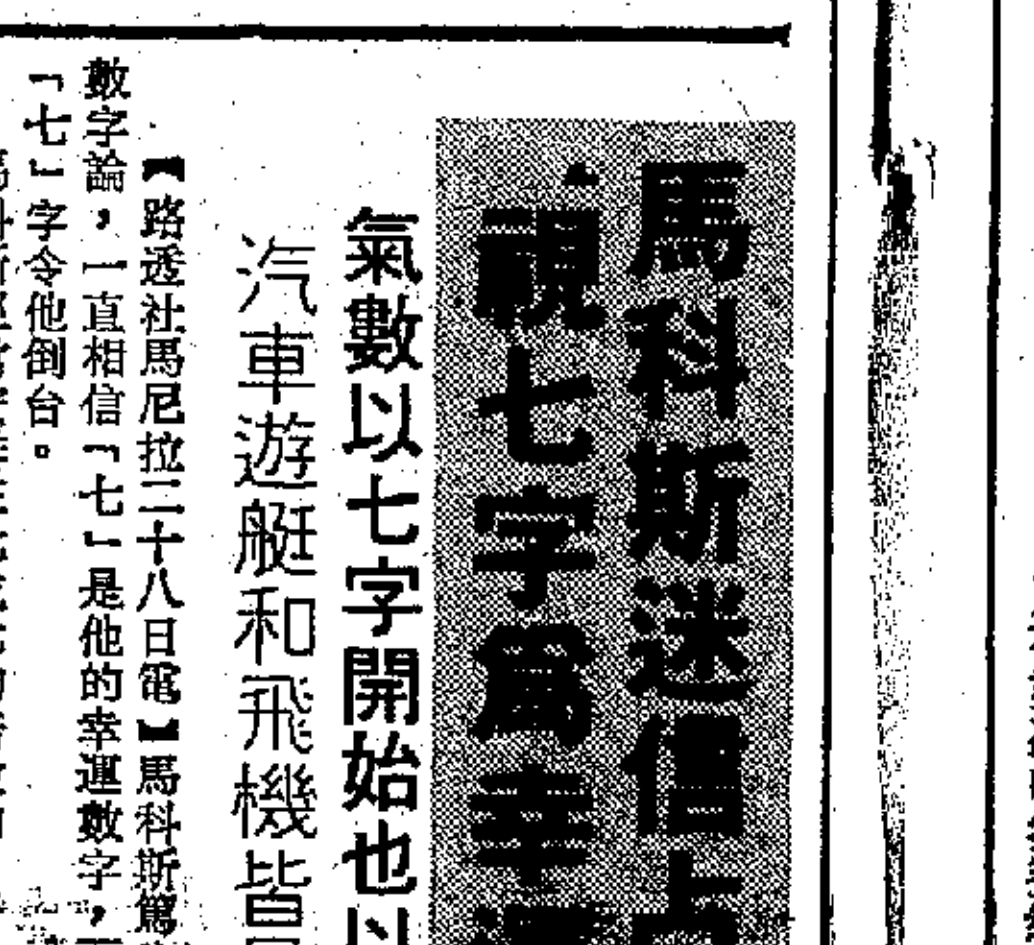 馬科斯迷信占
視七字為幸運
氣數以七字開始也以
汽車遊艇和飛機皆
【路透社馬尼拉二十八日電】馬科斯篤
數字論，一直相信「七」是他的幸運數字，
「七」字令他倒台。